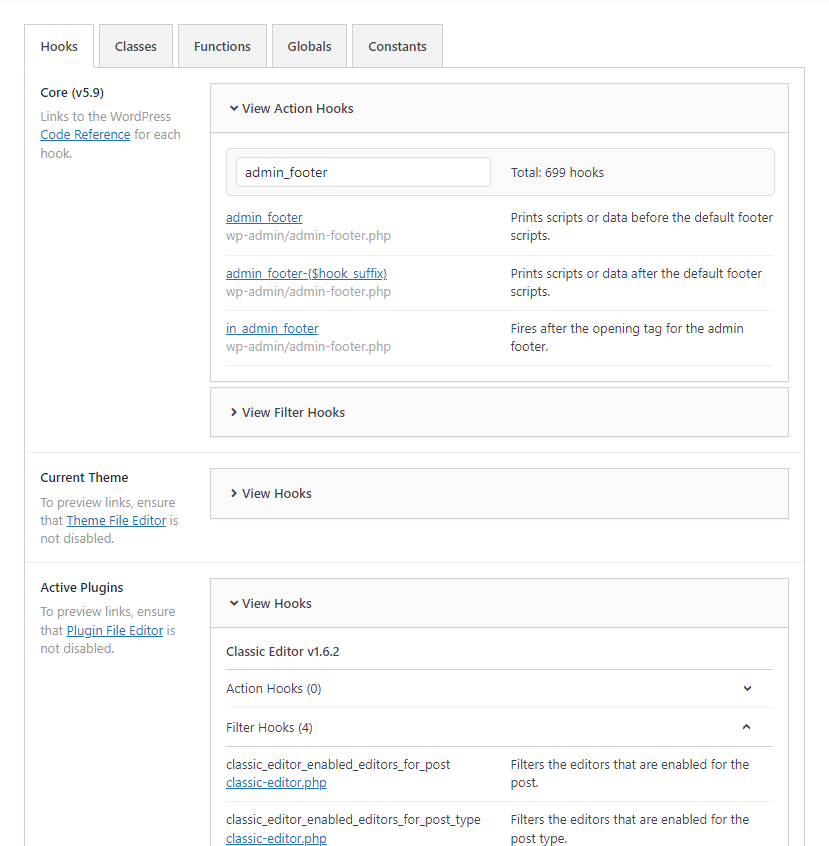 Hooks
Classes
Functions
Globals
Constants
Core (v5.9)
Links to the WordPress
Code Reference for each
hook.
View Action Hooks
admin_footer
Total: 699 hooks
admin_footer
wp-admin/admin-footer.php
Prints scripts or data before the default footer
scripts.
admin_footer-{$hook_suffix}
wp-admin/admin-footer.php
Prints scripts or data after the default footer
scripts.
in_admin_footer
wp-admin/admin-footer.php
Fires after the opening tag for the admin
footer.
View Filter Hooks
Current Theme
To preview links, ensure
that Theme File Editor is
not disabled.
View Hooks
Active Plugins
To preview links, ensure
that Plugin File Editor is
not disabled.
View Hooks
Classic Editor v1.6.2
Action Hooks (0)
Filter Hooks (4)
classic_editor_enabled_editors_for_post
classic-editor.php
Filters the editors that are enabled for the
post.
classic_editor_enabled_editors_for_post_type
classic-editor.php
Filters the editors that are enabled for the
post type.